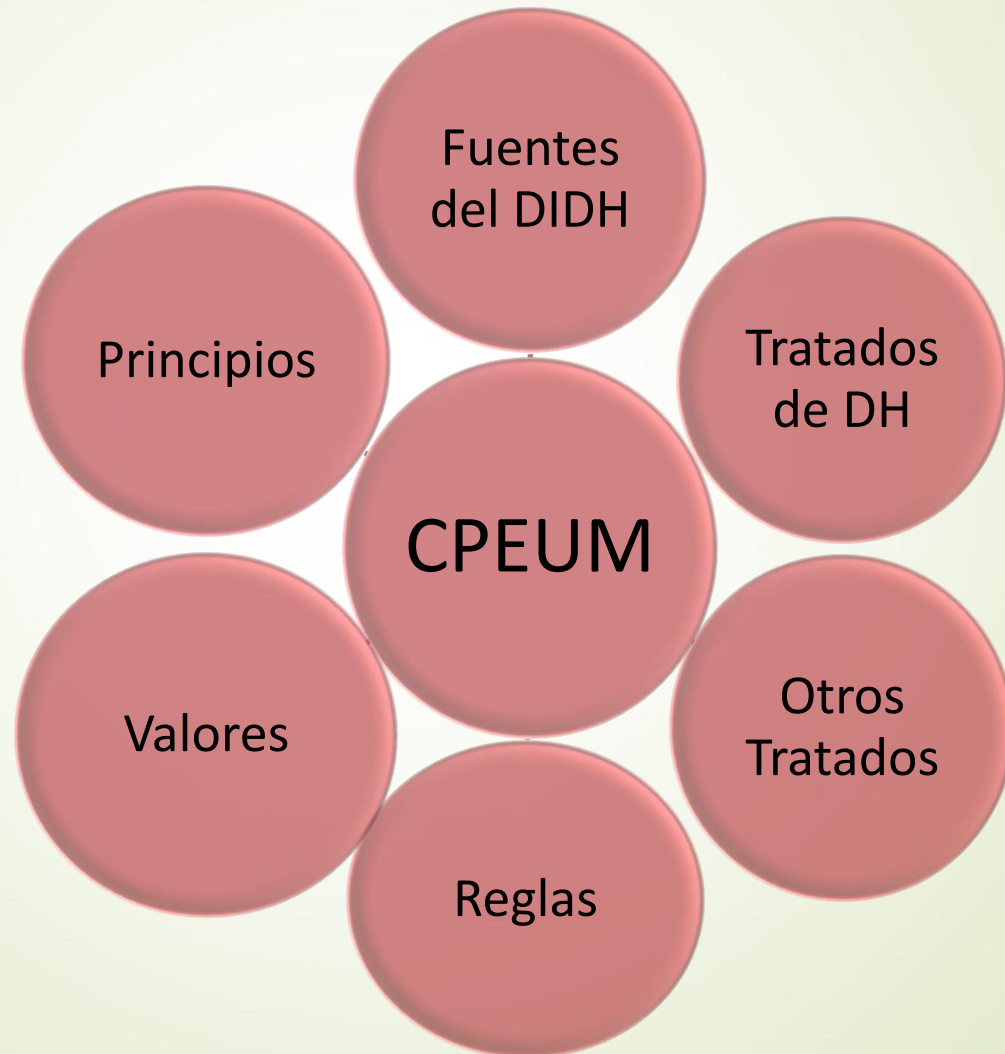 Fuentes
del DIDH
Tratados
de DH
Otros
Tratados
Reglas
Valores
Principios
CPEUM